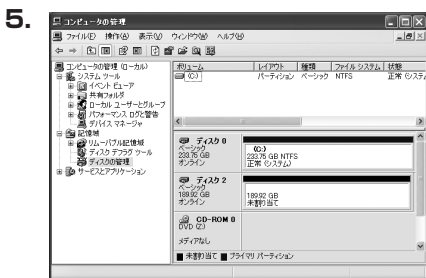 5.
コンピュータの管理
ファイル(F) 操作(A) 表示(V) ウィンドウ(W) ヘルプ(H)
コンピュータの管理 (ローカル)
システム ツール
イベント ビューア
共有フォルダ
ローカル ユーザーとグループ
パフォーマンス ログと警告
デバイス マネージャ
記憶域
リムーバブル記憶域
ディスク デフラグ ツール
ディスクの管理
サービスとアプリケーション
ボリューム レイアウト 種類 ファイル システム 状態
(C:) パーティション ベーシック NTFS 正常 (システム)
ディスク 0
ベーシック
233.75 GB
オンライン
(C:)
233.75 GB NTFS
正常 (システム)
ディスク 2
ベーシック
189.92 GB
オンライン
189.92 GB
未割り当て
CD-ROM 0
DVD (Z:)
メディアなし
未割り当て プライマリ パーティション